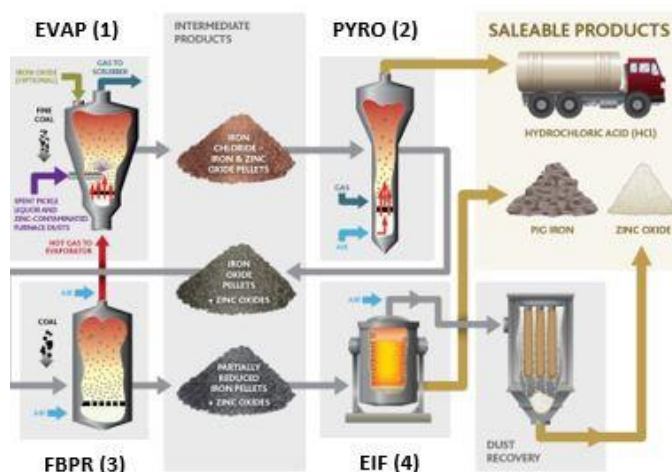 EVAP (1)
INTERMEDIATE
PRODUCTS
PYRO (2)
SALEABLE PRODUCTS
IRON OXIDE
(OPTIONAL)
GAS TO
SCRUBBER
FINE
COAL
SPENT PICKLE
LIQUOR AND
ZINC-CONTAMINATED
FURNACE DUSTS
IRON
CHLORIDE –
IRON & ZINC
OXIDE PELLETS
GAS
AIR
HYDROCHLORIC ACID (HCl)
PIG IRON
ZINC OXIDE
HOT GAS TO
EVAPORATOR
AIR
COAL
AIR
IRON
OXIDE
PELLETS
+ ZINC OXIDES
PARTIALLY
REDUCED
IRON PELLETS
+ ZINC OXIDES
AIR
DUST
RECOVERY
FBPR (3)
EIF (4)